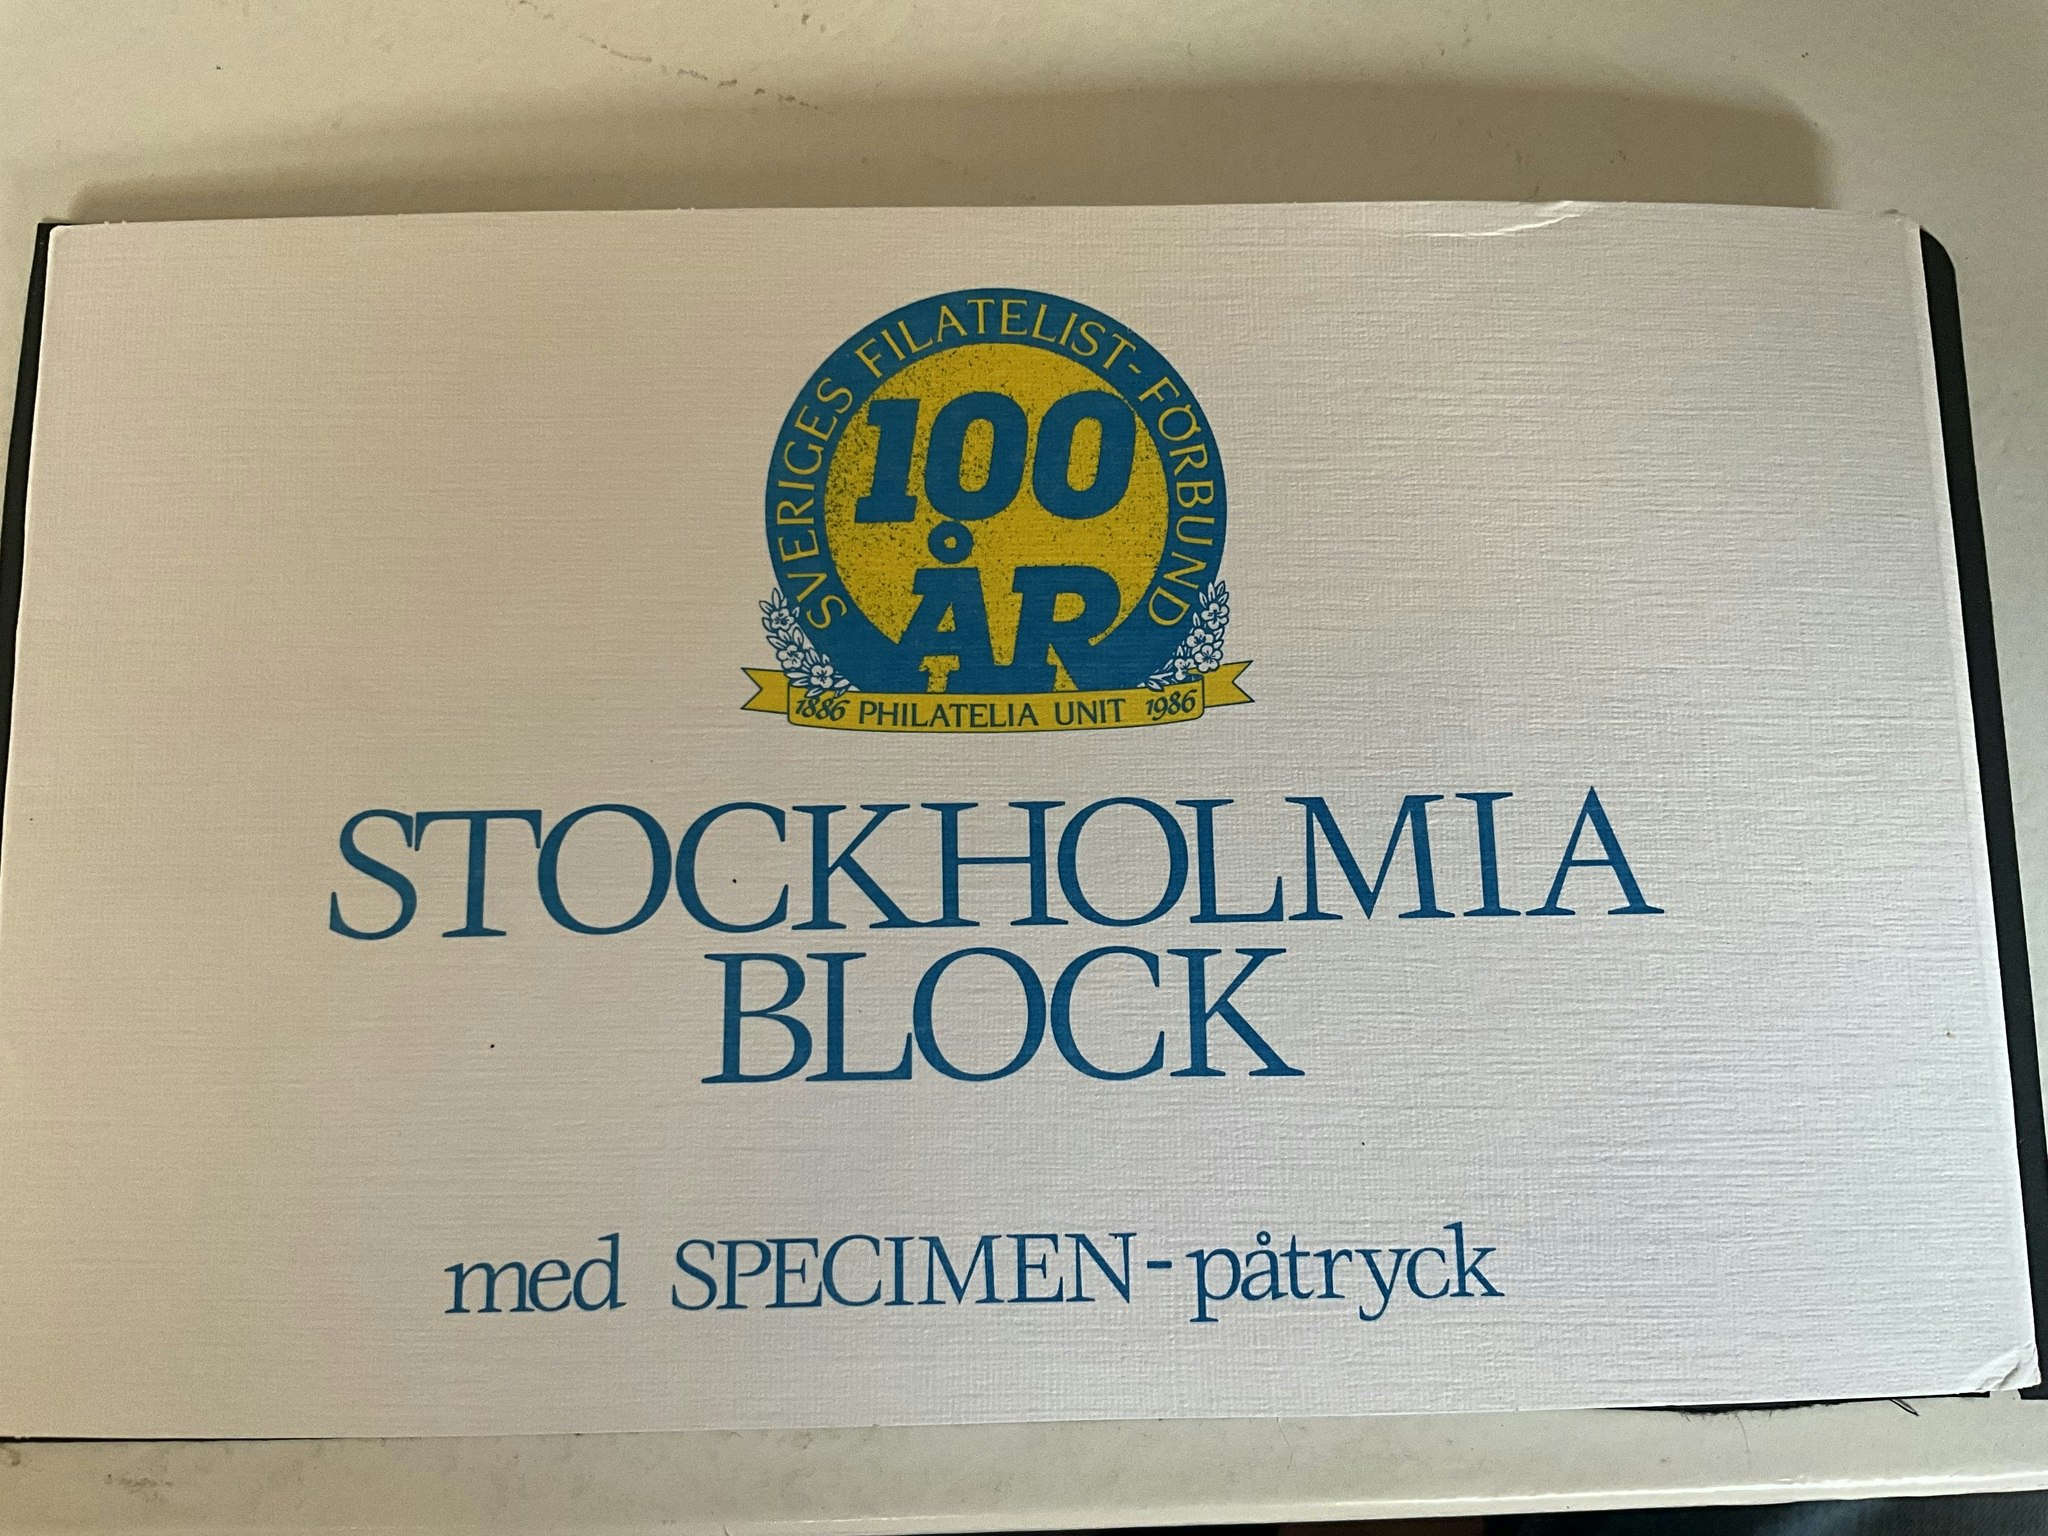 SVERIGES FILATELIST-FÖRBUND
100
ÅR
1886 PHILATELIA UNIT 1986
STOCKHOLMIA
BLOCK
med SPECIMEN-påtryck